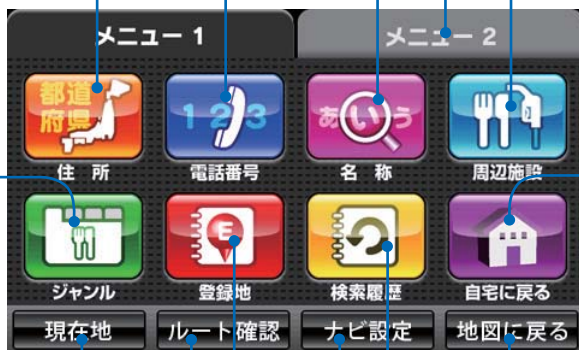 メニュー 1
メニュー 2
都道
府県
123
あいう
住 所
電話番号
名 称
周辺施設
E
ジャンル
登録地
検索履歴
自宅に戻る
現在地
ルート確認
ナビ設定
地図に戻る